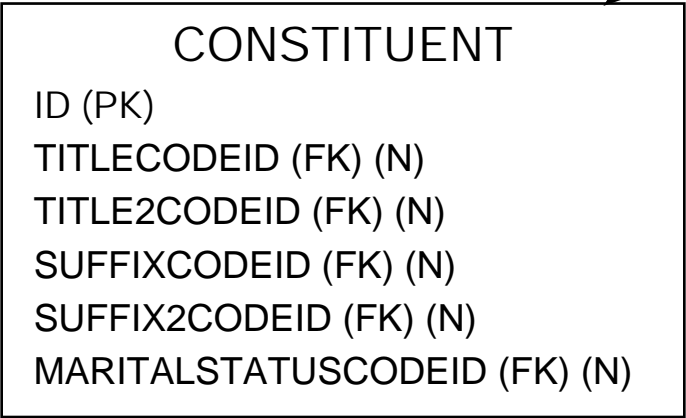 CONSTITUENT
ID (PK)
TITLECODEID (FK) (N)
TITLE2CODEID (FK) (N)
SUFFIXCODEID (FK) (N)
SUFFIX2CODEID (FK) (N)
MARITALSTATUSCODEID (FK) (N)